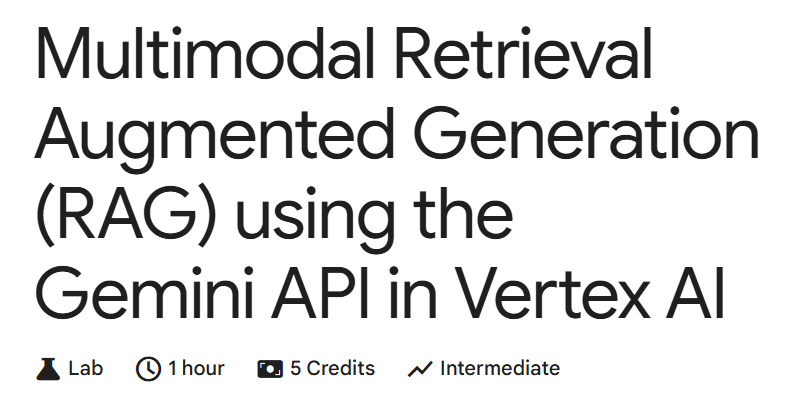 Multimodal Retrieval
Augmented Generation
(RAG) using the
Gemini API in Vertex AI
Lab 1 hour 5 Credits Intermediate